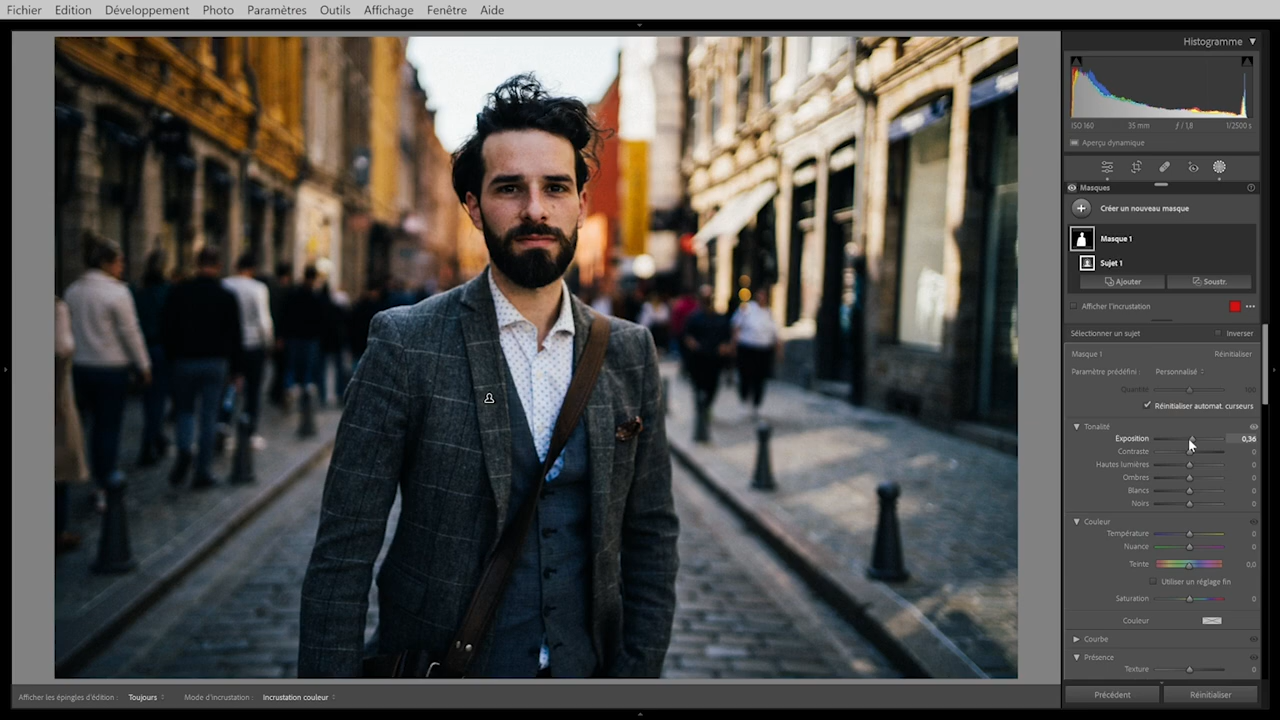 Fichier Edition Développement Photo Paramètres Outils Affichage Fenêtre Aide
Histogramme
ISO 160 35 mm ƒ / 1,8 1/2500 s
Aperçu dynamique
Masques
Créer un nouveau masque
Masque 1
Sujet 1
Ajouter Soustr.
Afficher l'incrustation
Sélectionner un sujet Inverser
Masque 1 Réinitialiser
Paramètre prédéfini : Personnalisé
Quantité 100
Réinitialiser automat. curseurs
Tonalité
Exposition 0,36
Contraste 0
Hautes lumières 0
Ombres 0
Blancs 0
Noirs 0
Couleur
Température 0
Nuance 0
Teinte 0,0
Utiliser un réglage fin
Saturation 0
Couleur
Courbe
Présence
Texture 0
Afficher les épingles d'édition : Toujours Mode d'incrustation : Incrustation couleur
Précédent Réinitialiser